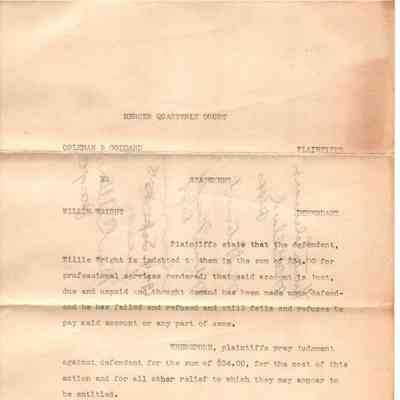 MERCER QUARTERLY COURT
COLEMAN & GODDARD PLAINTIFFS
VS STATEMENT
WILLIE WRIGHT DEFENDANT
Plaintiffs state that the defendant,
Willie Wright is indebted to them in the sum of $34.00 for
professional services rendered; that said account is just,
due and unpaid and thought demand has been made upon defend-
and he has failed and refused and still fails and refuses to
pay said account or any part of same.
WHEREFORE, plaintiffs pray judgment
against defendant for the sum of $34.00, for the cost of this
action and for all other relief to which they may appear to
be entitled.